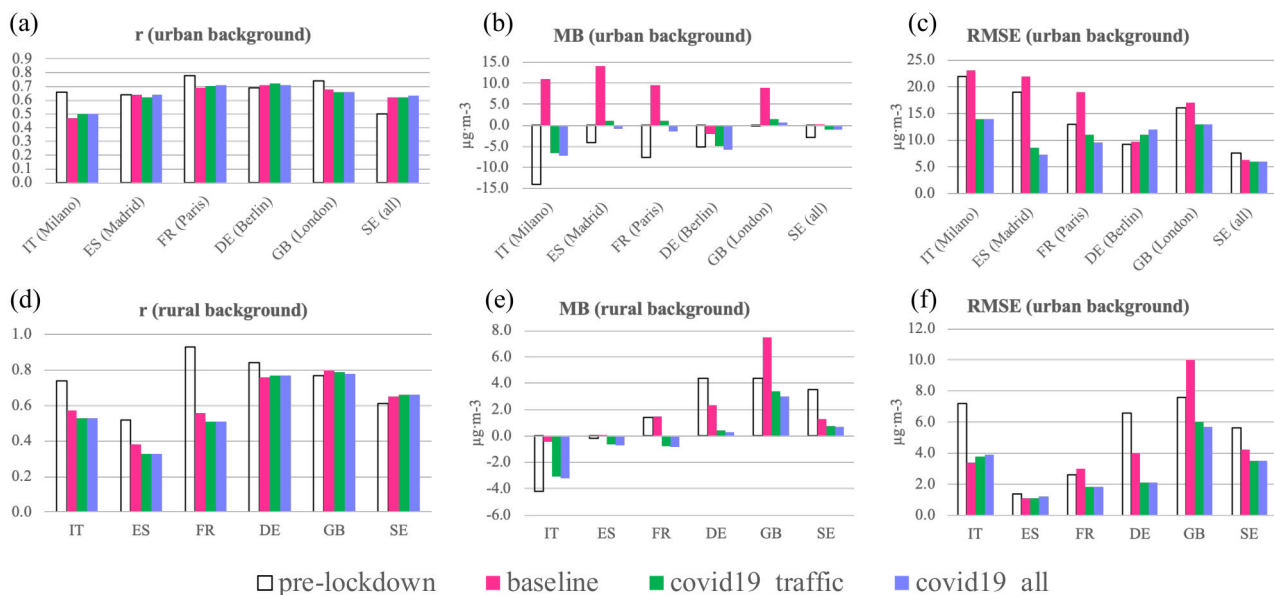 (a)
r (urban background)
0.9
0.8
0.7
0.6
0.5
0.4
0.3
0.2
0.1
0.0
IT (Milano)
ES (Madrid)
FR (Paris)
DE (Berlin)
GB (London)
SE (all)
(b)
MB (urban background)
µg·m-3
15.0
10.0
5.0
0.0
-5.0
-10.0
-15.0
IT (Milano)
ES (Madrid)
FR (Paris)
DE (Berlin)
GB (London)
SE (all)
(c)
RMSE (urban background)
µg·m-3
25.0
20.0
15.0
10.0
5.0
0.0
IT (Milano)
ES (Madrid)
FR (Paris)
DE (Berlin)
GB (London)
SE (all)
(d)
r (rural background)
1.0
0.8
0.6
0.4
0.2
0.0
IT ES FR DE GB SE
(e)
MB (rural background)
µg·m-3
8.0
6.0
4.0
2.0
0.0
-2.0
-4.0
-6.0
IT ES FR DE GB SE
(f)
RMSE (urban background)
µg·m-3
12.0
10.0
8.0
6.0
4.0
2.0
0.0
IT ES FR DE GB SE
pre-lockdown baseline covid19 traffic covid19 all